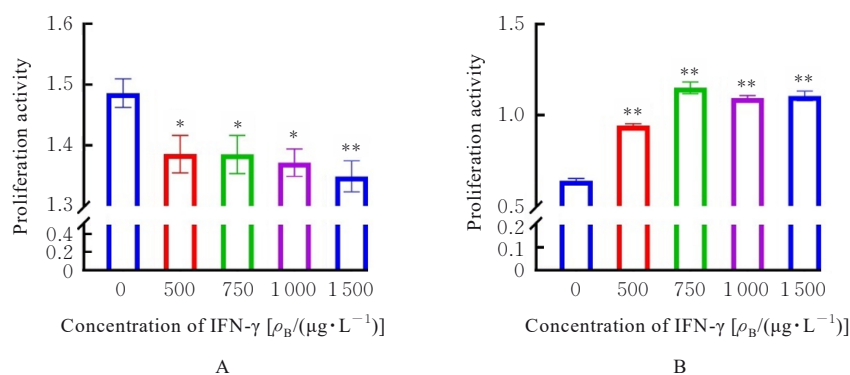 1.6
1.5
1.4
1.3
0.4
0.2
0
Proliferation activity
*
*
*
**
0 500 750 1 000 1 500
Concentration of IFN-γ [ρB/(μg·L−1)]
A
1.5
1.0
0.5
0.2
0.1
0
Proliferation activity
**
**
**
**
0 500 750 1 000 1 500
Concentration of IFN-γ [ρB/(μg·L−1)]
B